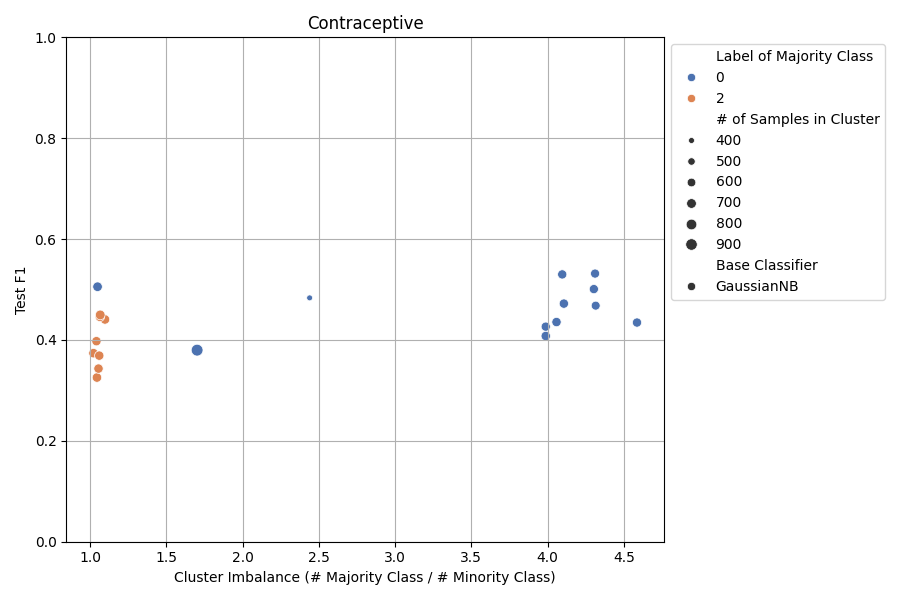 Contraceptive
1.0
0.8
0.6
0.4
0.2
0.0
Test F1
1.0 1.5 2.0 2.5 3.0 3.5 4.0 4.5
Cluster Imbalance (# Majority Class / # Minority Class)
Label of Majority Class
0
2
# of Samples in Cluster
400
500
600
700
800
900
Base Classifier
GaussianNB